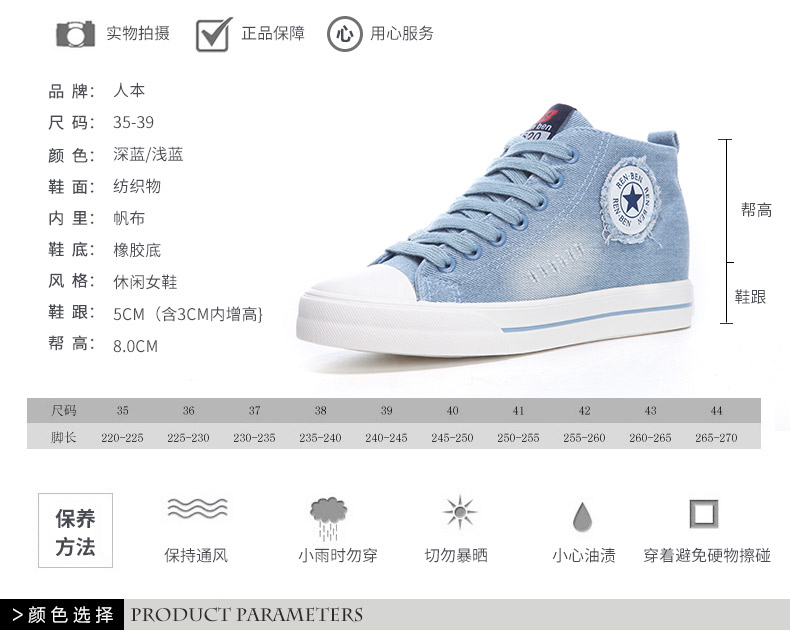 实物拍摄 正品保障 心 用心服务
品 牌： 人本
尺 码： 35-39
颜 色： 深蓝/浅蓝
鞋 面： 纺织物
内 里： 帆布
鞋 底： 橡胶底
风 格： 休闲女鞋
鞋 跟： 5CM（含3CM内增高}
帮 高： 8.0CM
REN·BEN
REN·BEN
帮高
鞋跟
尺码 35 36 37 38 39 40 41 42 43 44
脚长 220-225 225-230 230-235 235-240 240-245 245-250 250-255 255-260 260-265 265-270
保养
方法
保持通风 小雨时勿穿 切勿暴晒 小心油渍 穿着避免硬物擦碰
>颜色选择 PRODUCT PARAMETERS